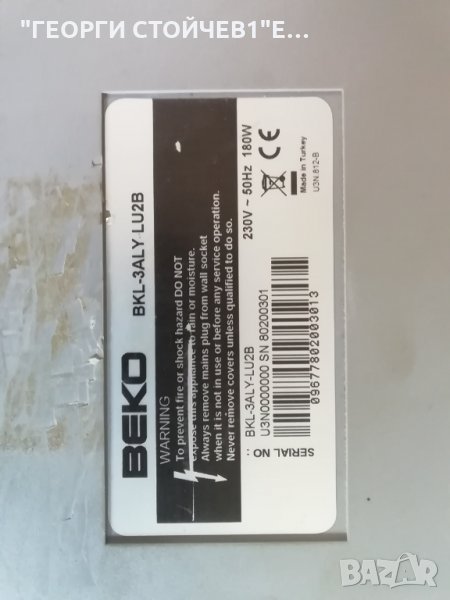 "ГЕОРГИ СТОЙЧЕВ1"Е...
BEKO
BKL-3ALY-LU2B
WARNING
To prevent fire or shock hazard DO NOT
expose this appliance to rain or moisture.
Always remove mains plug from wall socket
when it is not in use or before any service operation.
Never remove covers unless qualified to do so.
230V ~ 50Hz 180W
CE
Made in Turkey
U3N.812-B
SERIAL NO :
BKL-3ALY-LU2B
U3N0000000 SN 80200301
09677802003013
BAZAR